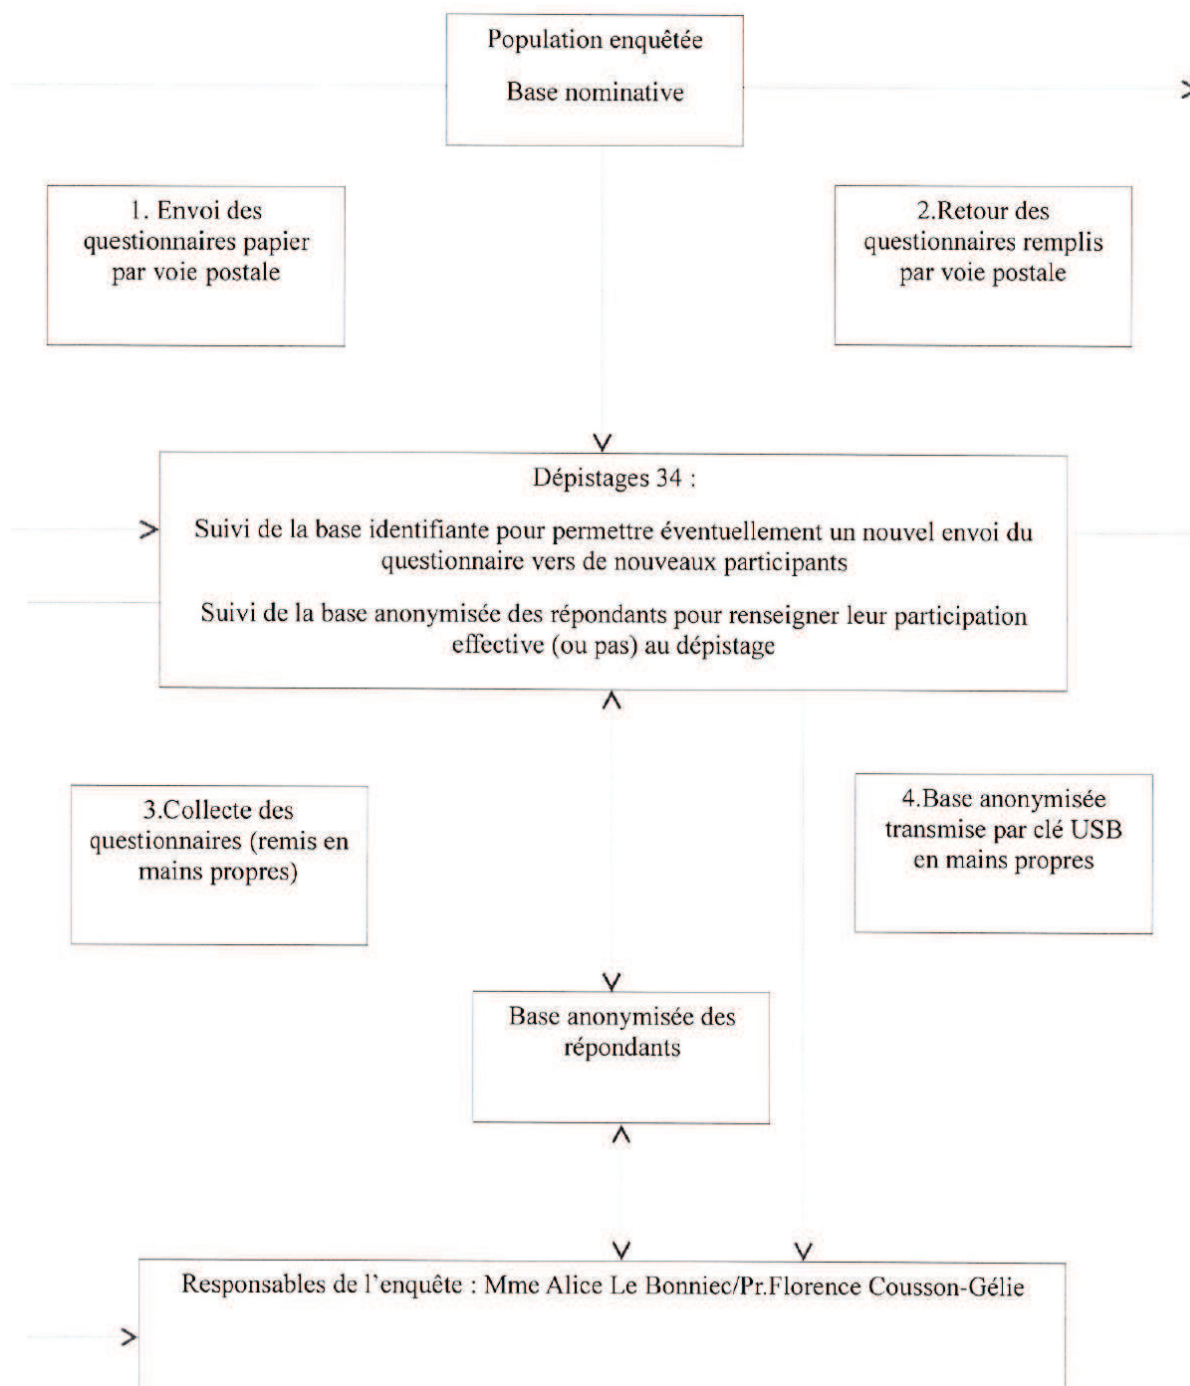 Population enquêtée
Base nominative
1. Envoi des
questionnaires papier
par voie postale
2.Retour des
questionnaires remplis
par voie postale
Dépistages 34 :
Suivi de la base identifiante pour permettre éventuellement un nouvel envoi du
questionnaire vers de nouveaux participants
Suivi de la base anonymisée des répondants pour renseigner leur participation
effective (ou pas) au dépistage
3.Collecte des
questionnaires (remis en
mains propres)
4.Base anonymisée
transmise par clé USB
en mains propres
Base anonymisée des
répondants
Responsables de l'enquête : Mme Alice Le Bonniec/Pr.Florence Cousson-Gélie